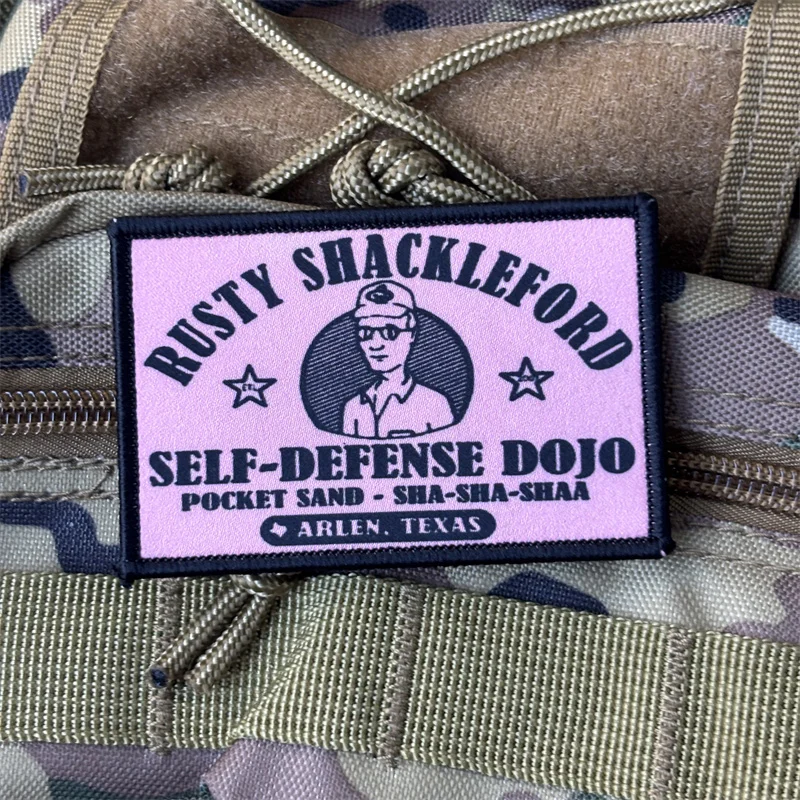 RUSTY SHACKLEFORD
SELF-DEFENSE DOJO
POCKET SAND - SHA-SHA-SHAA
ARLEN, TEXAS